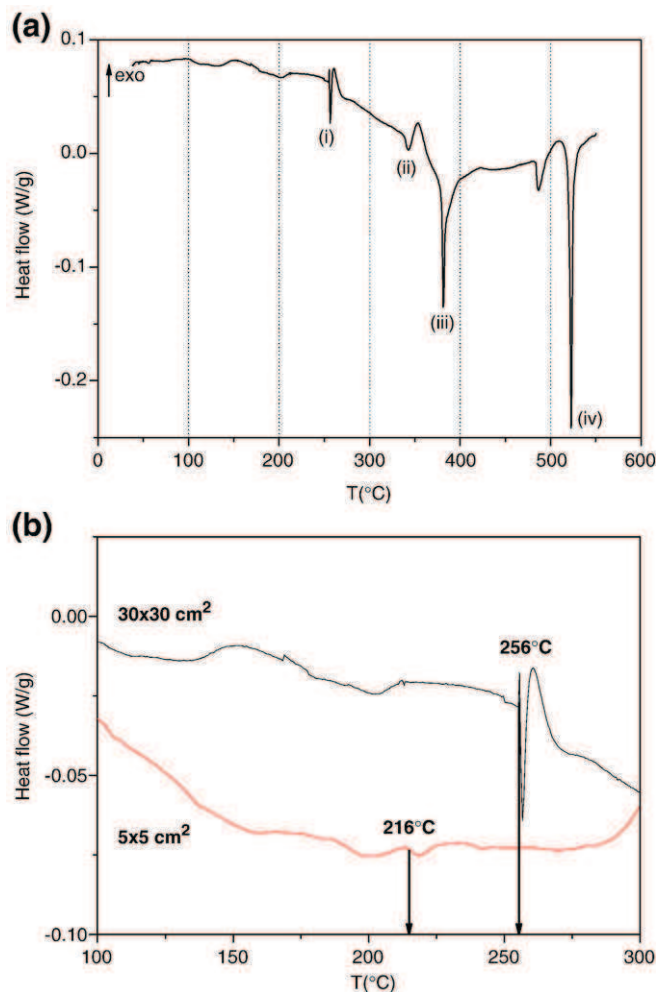 (a)
0.1
exo
0.0
-0.1
-0.2
Heat flow (W/g)
(i)
(ii)
(iii)
(iv)
0 100 200 300 400 500 600
T(°C)
(b)
30x30 cm²
0.00
256°C
-0.05
Heat flow (W/g)
5x5 cm²
216°C
-0.10
100 150 200 250 300
T(°C)